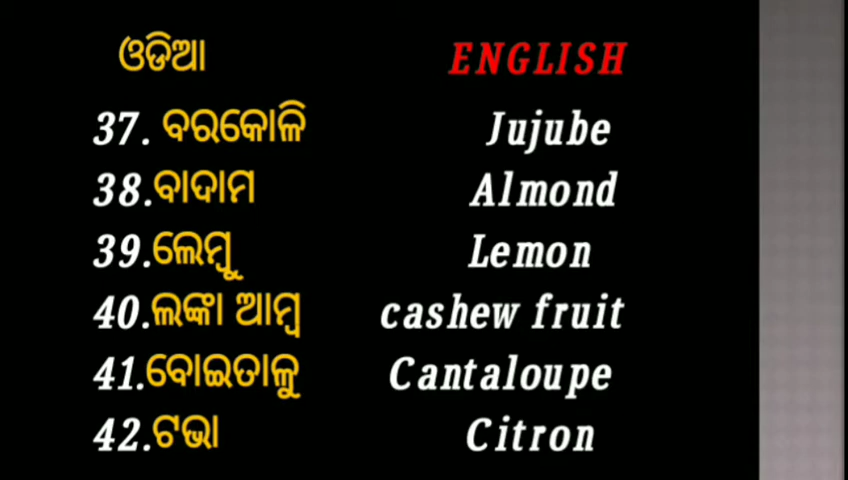 ଓଡିଆ ENGLISH
37. ବରକୋଳି Jujube
38.ବାଦାମ Almond
39.ଲେମ୍ବୁ Lemon
40.ଲଙ୍କା ଆମ୍ବ cashew fruit
41.ବୋଇତାଳୁ Cantaloupe
42.ଟଭା Citron